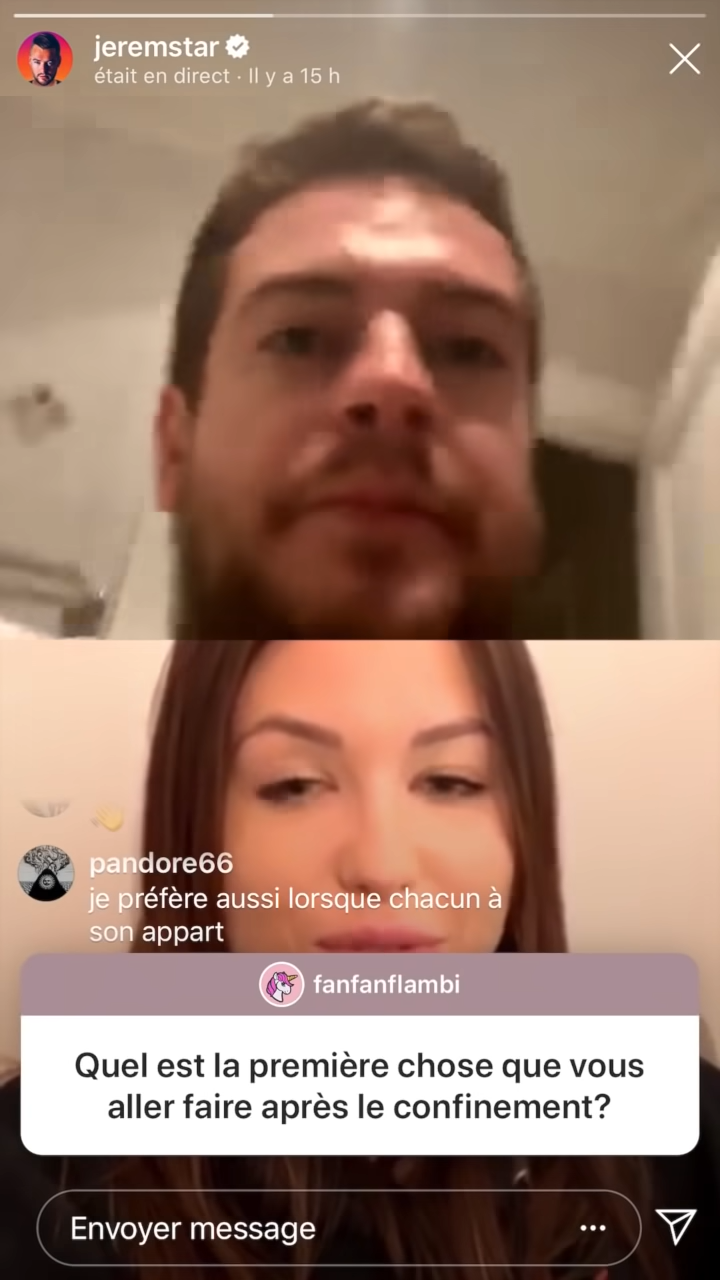 jeremstar
était en direct · Il y a 15 h
pandore66
je préfère aussi lorsque chacun à
son appart
fanfanflambi
Quel est la première chose que vous
aller faire après le confinement?
Envoyer message